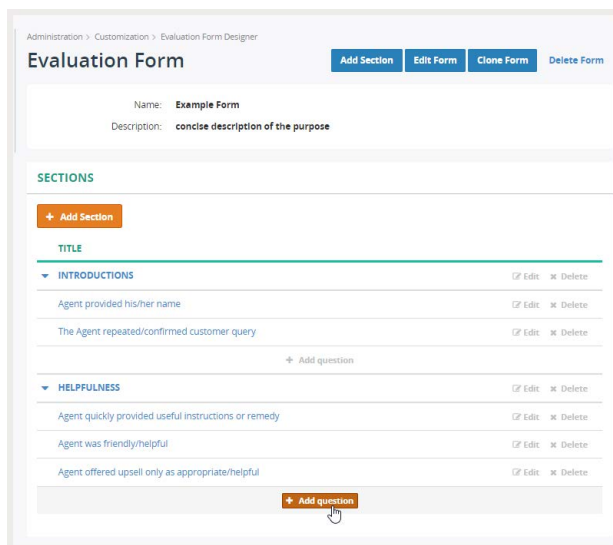 Administration > Customization > Evaluation Form Designer
Evaluation Form
Add Section
Edit Form
Clone Form
Delete Form
Name: Example Form
Description: concise description of the purpose
SECTIONS
+ Add Section
TITLE
INTRODUCTIONS Edit Delete
Agent provided his/her name Edit Delete
The Agent repeated/confirmed customer query Edit Delete
+ Add question
HELPFULNESS Edit Delete
Agent quickly provided useful instructions or remedy Edit Delete
Agent was friendly/helpful Edit Delete
Agent offered upsell only as appropriate/helpful Edit Delete
+ Add question